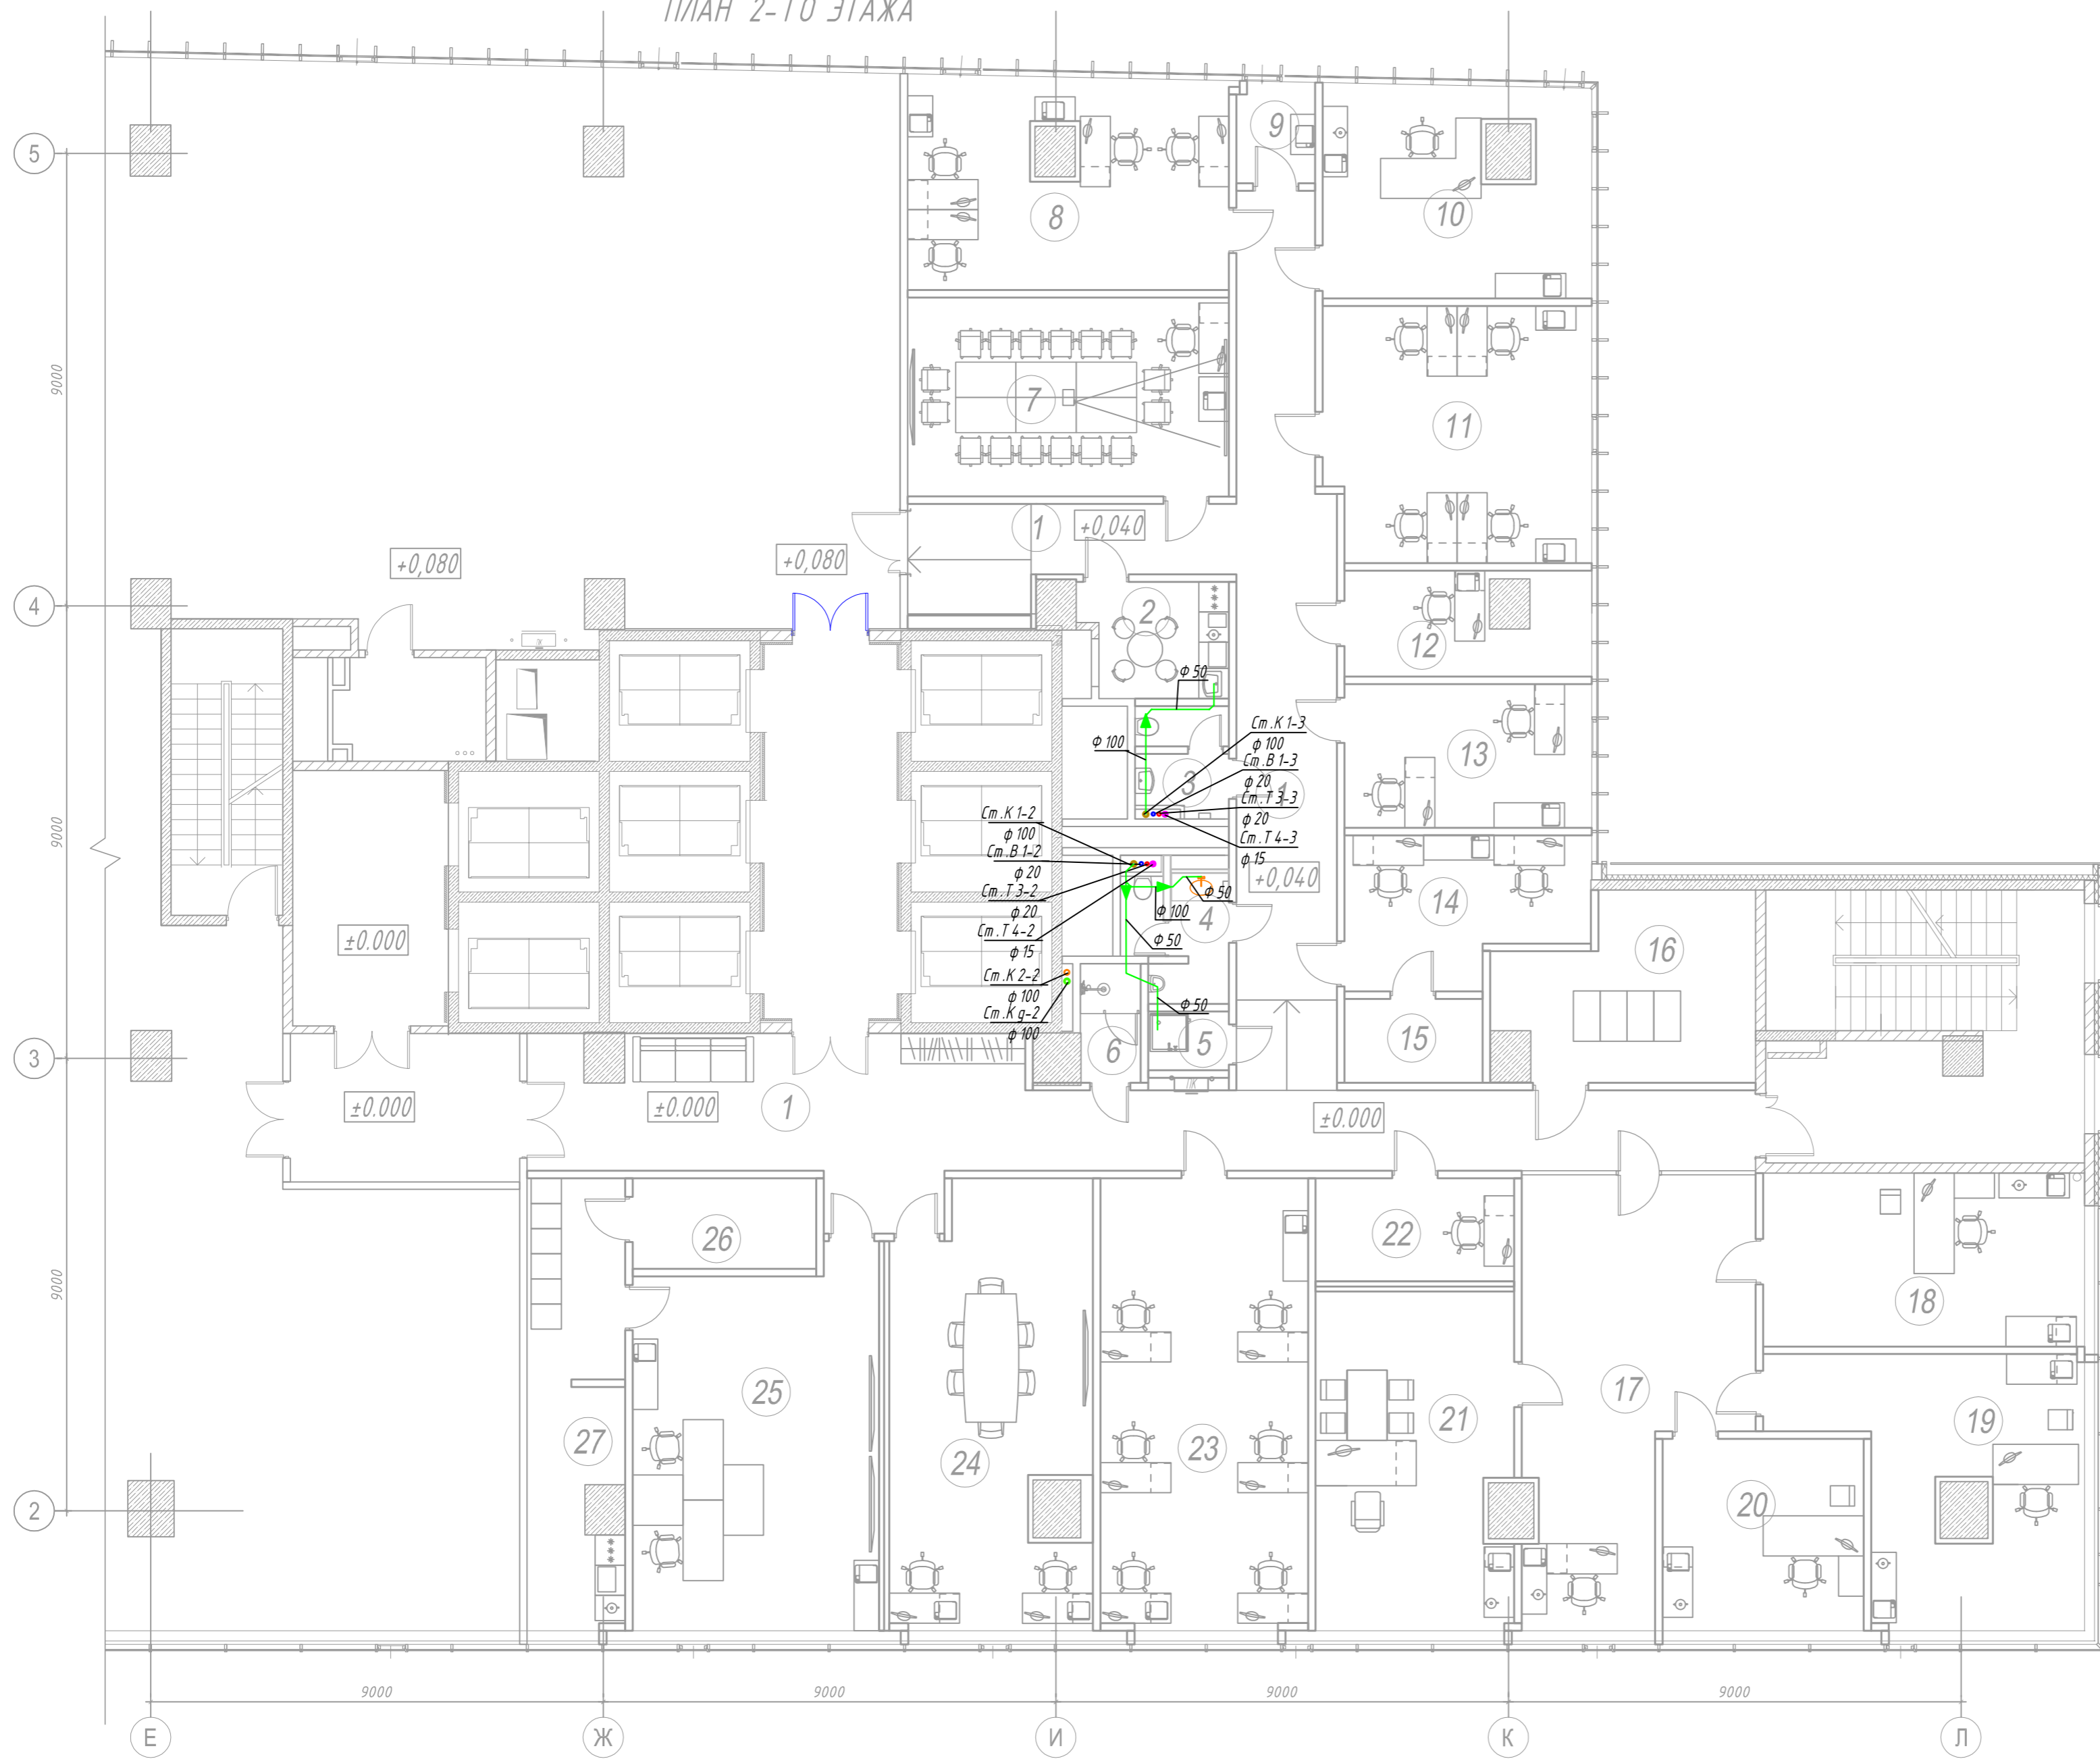 ПЛАН 2-ГО ЭТАЖА
5
9
8
10
9000
7
11
1
+0,040
+0,080
+0,080
4
2
12
ф 50
Ст.К 1-3
ф 100
ф 100
Ст.В 1-3
13
3
1
ф 20
Ст.Т 3-3
Ст.К 1-2
ф 20
9000
ф 100
Ст.Т 4-3
Ст.В 1-2
ф 15
ф 20
+0,040
Ст.Т 3-2
ф 50
14
ф 20
ф 100
4
Ст.Т 4-2
ф 50
±0.000
ф 15
16
Ст.К 2-2
ф 100
ф 50
Ст.К д-2
ф 100
3
6
5
15
ПК
ПК
±0.000
±0.000
1
±0.000
26
22
9000
18
25
17
27
24
23
21
19
20
2
9000
9000
9000
9000
Е
Ж
И
К
Л